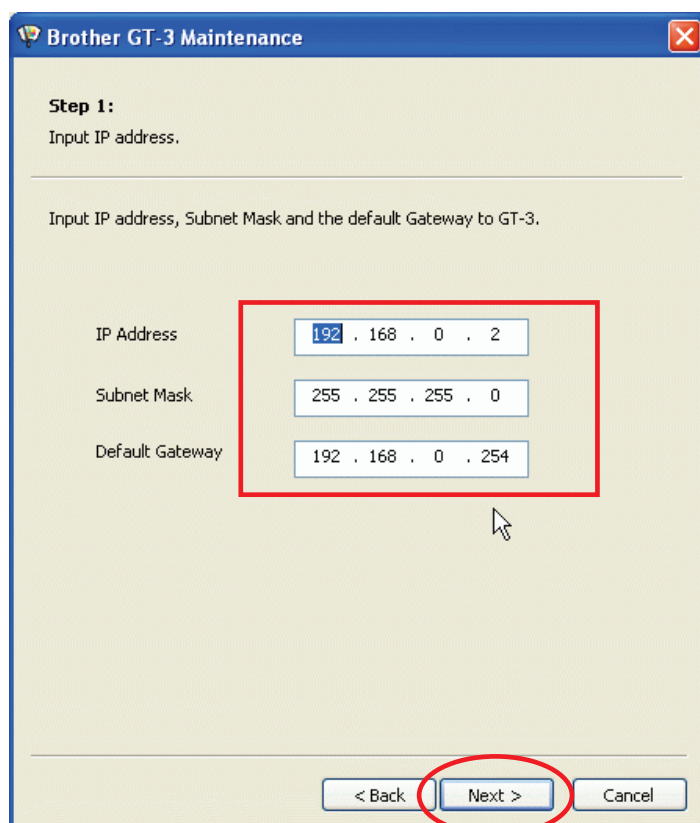 Brother GT-3 Maintenance
Step 1:
Input IP address.
Input IP address, Subnet Mask and the default Gateway to GT-3.
IP Address 192 . 168 . 0 . 2
Subnet Mask 255 . 255 . 255 . 0
Default Gateway 192 . 168 . 0 . 254
< Back Next > Cancel